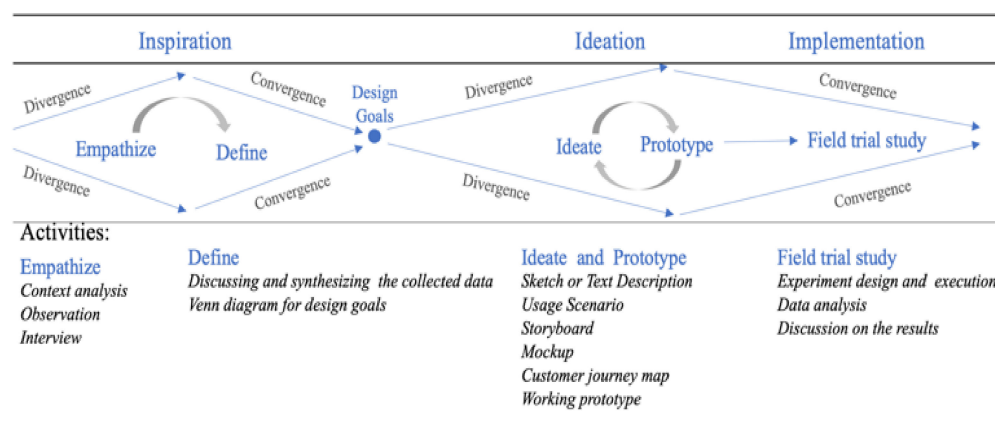 Inspiration
Ideation
Implementation
Divergence
Convergence
Design
Goals
Divergence
Convergence
Empathize
Define
Ideate
Prototype
Field trial study
Divergence
Convergence
Divergence
Convergence
Activities:
Empathize
Context analysis
Observation
Interview
Define
Discussing and synthesizing the collected data
Venn diagram for design goals
Ideate and Prototype
Sketch or Text Description
Usage Scenario
Storyboard
Mockup
Customer journey map
Working prototype
Field trial study
Experiment design and execution
Data analysis
Discussion on the results